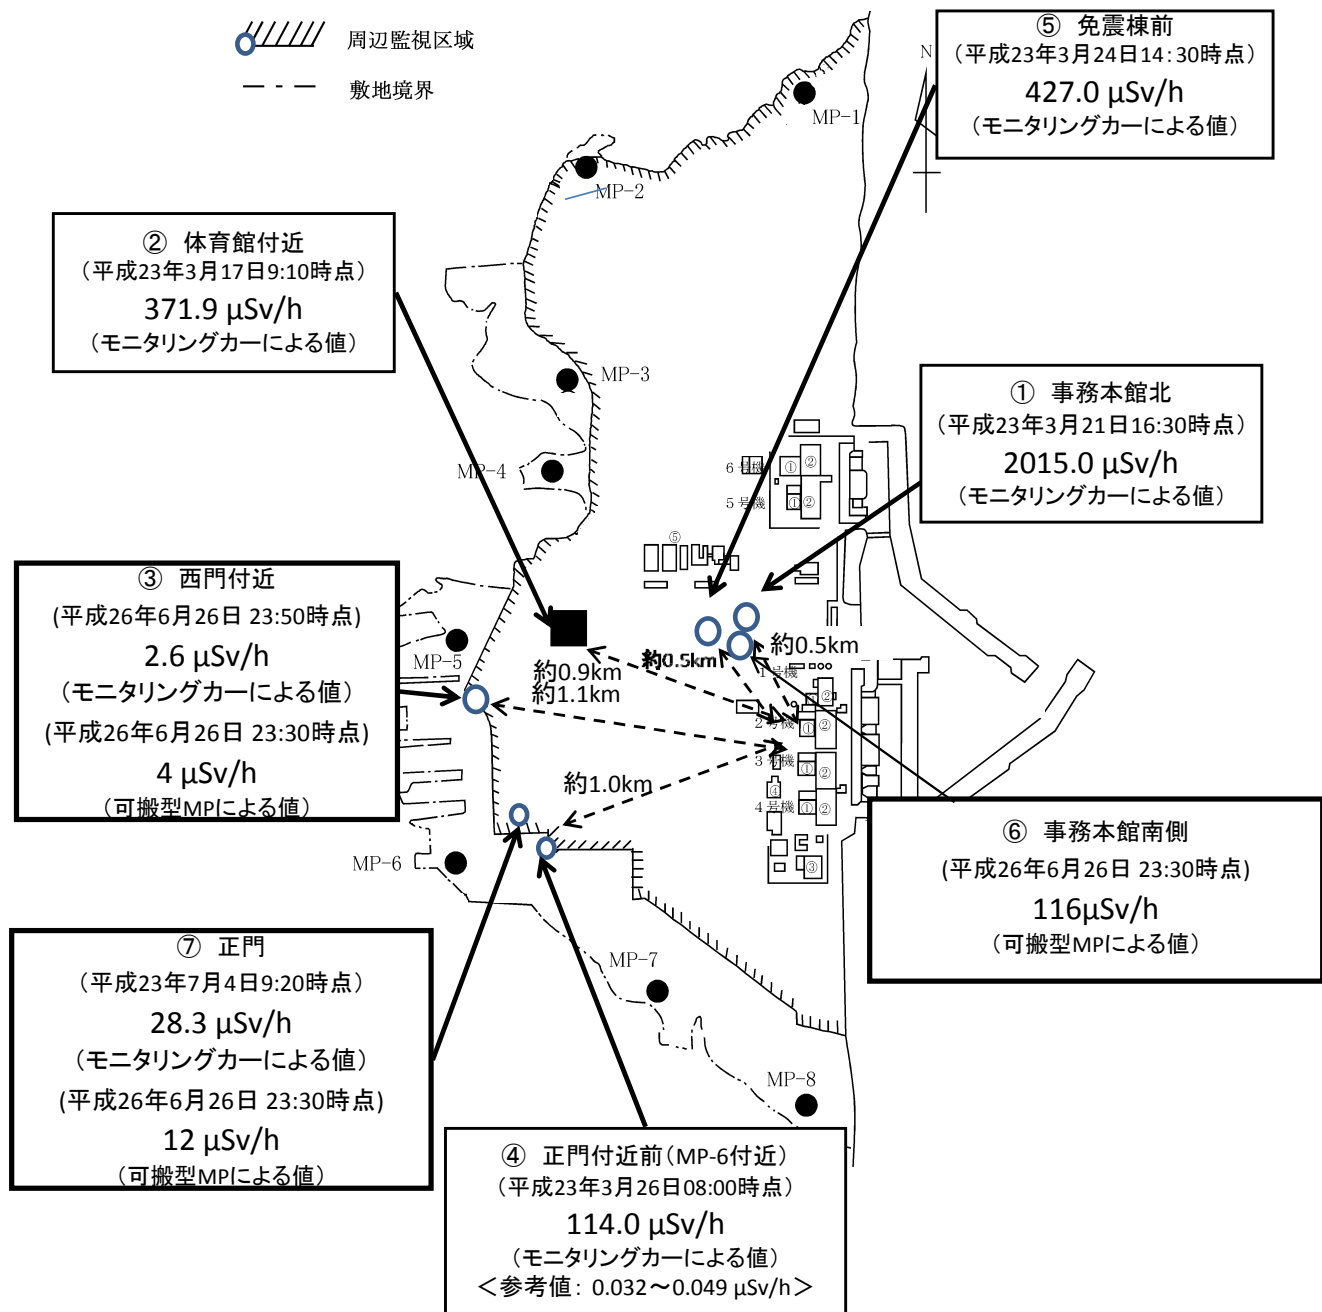 周辺監視区域
敷地境界
⑤ 免震棟前
（平成23年3月24日14:30時点）
427.0 μSv/h
（モニタリングカーによる値）
N
MP-1
MP-2
② 体育館付近
（平成23年3月17日9:10時点）
371.9 μSv/h
（モニタリングカーによる値）
MP-3
① 事務本館北
（平成23年3月21日16:30時点）
2015.0 μSv/h
（モニタリングカーによる値）
MP-4
6号機
① ②
5号機
① ②
⑤
③ 西門付近
(平成26年6月26日 23:50時点)
2.6 μSv/h
（モニタリングカーによる値）
(平成26年6月26日 23:30時点)
4 μSv/h
（可搬型MPによる値）
MP-5
約0.9km
約1.1km
約0.5km
約0.5km
1号機
②
2号機
① ②
3号機
① ②
④
4号機
① ②
③
約1.0km
MP-6
⑥ 事務本館南側
(平成26年6月26日 23:30時点)
116μSv/h
（可搬型MPによる値）
⑦ 正門
（平成23年7月4日9:20時点）
28.3 μSv/h
（モニタリングカーによる値）
(平成26年6月26日 23:30時点)
12 μSv/h
（可搬型MPによる値）
MP-7
MP-8
④ 正門付近前（MP-6付近）
（平成23年3月26日08:00時点）
114.0 μSv/h
（モニタリングカーによる値）
＜参考値: 0.032～0.049 μSv/h＞